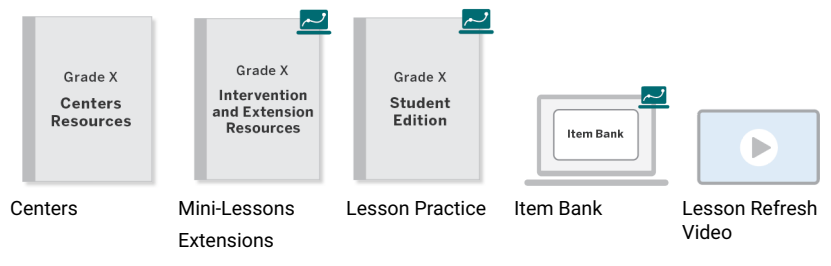 Grade X
Centers
Resources
Grade X
Intervention
and Extension
Resources
Grade X
Student
Edition
Item Bank
Centers
Mini-Lessons
Extensions
Lesson Practice
Item Bank
Lesson Refresh
Video